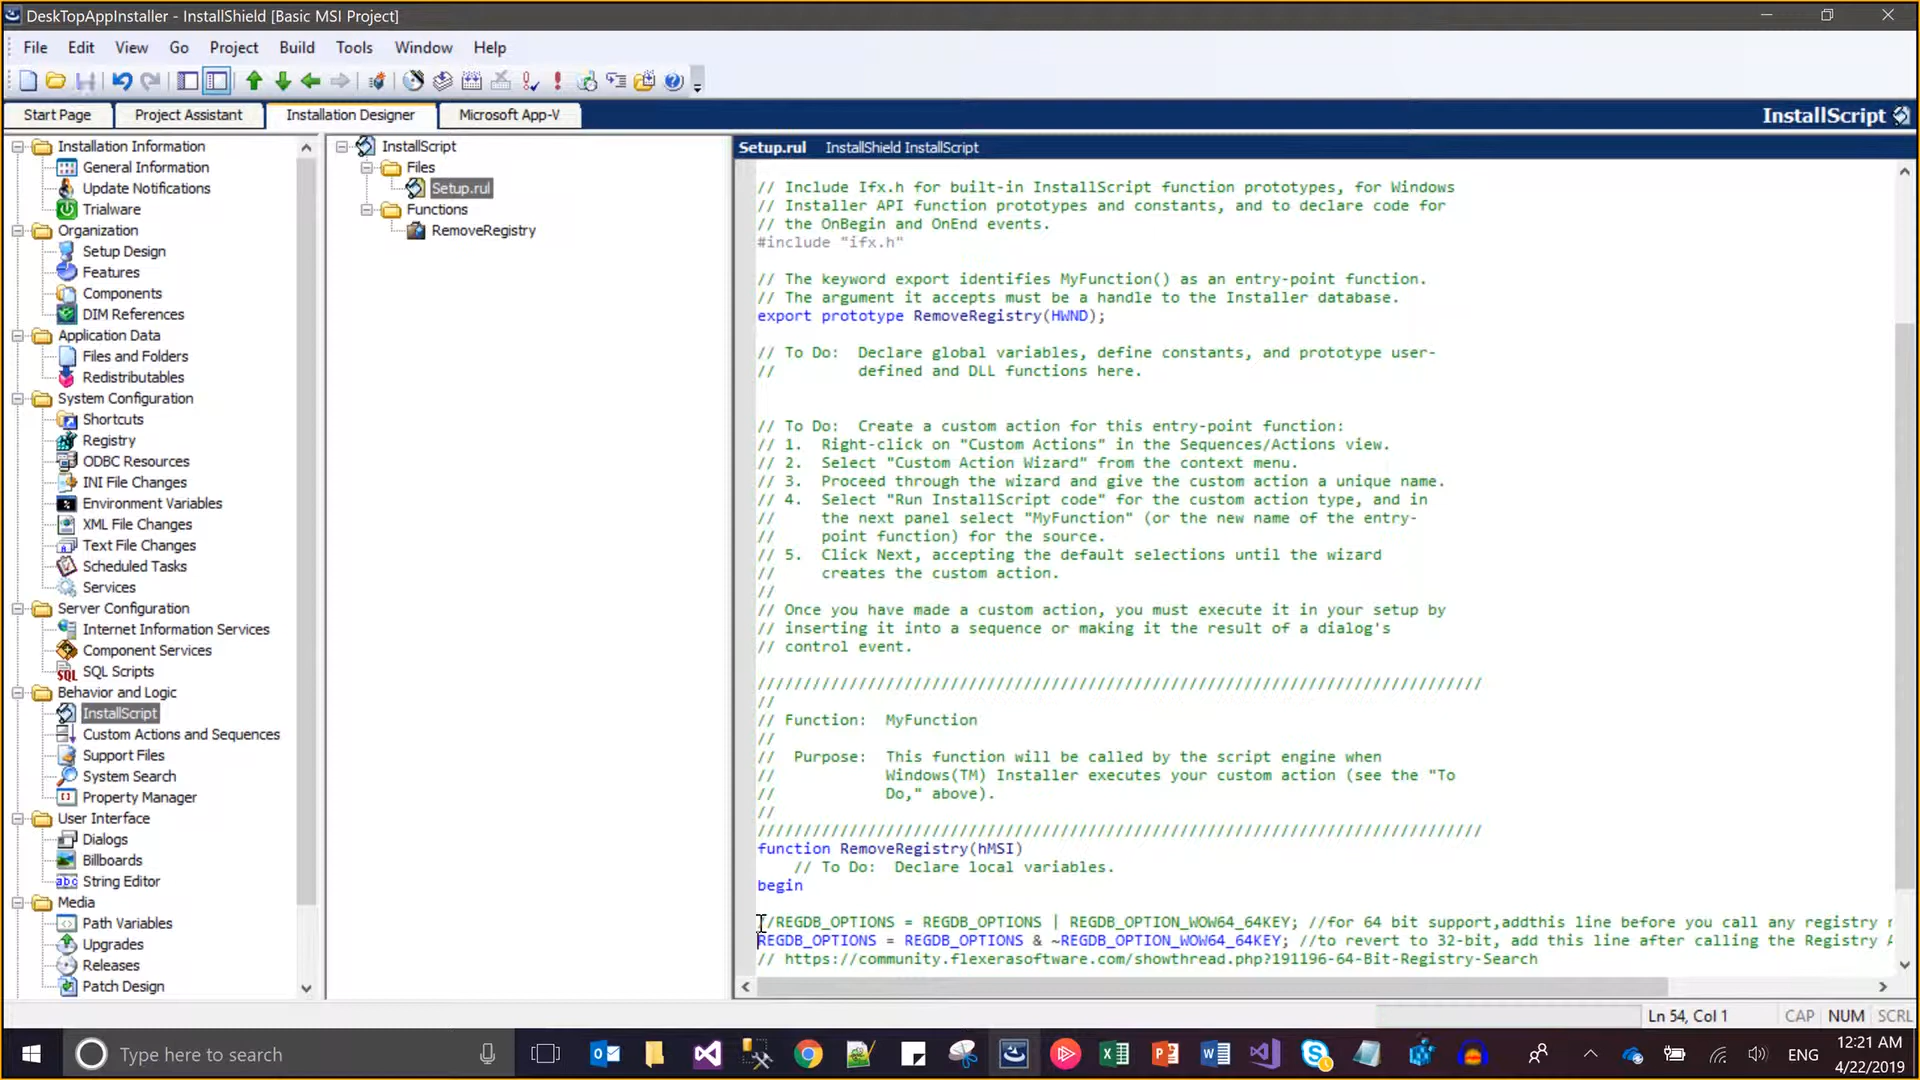 DeskTopAppInstaller - InstallShield [Basic MSI Project]
File Edit View Go Project Build Tools Window Help
Start Page Project Assistant Installation Designer Microsoft App-V InstallScript
Installation Information
General Information
Update Notifications
Trialware
Organization
Setup Design
Features
Components
DIM References
Application Data
Files and Folders
Redistributables
System Configuration
Shortcuts
Registry
ODBC Resources
INI File Changes
Environment Variables
XML File Changes
Text File Changes
Scheduled Tasks
Services
Server Configuration
Internet Information Services
Component Services
SQL Scripts
Behavior and Logic
InstallScript
Custom Actions and Sequences
Support Files
System Search
Property Manager
User Interface
Dialogs
Billboards
String Editor
Media
Path Variables
Upgrades
Releases
Patch Design
InstallScript
Files
Setup.rul
Functions
RemoveRegistry
Setup.rul InstallShield InstallScript
// Include Ifx.h for built-in InstallScript function prototypes, for Windows
// Installer API function prototypes and constants, and to declare code for
// the OnBegin and OnEnd events.
#include "ifx.h"
// The keyword export identifies MyFunction() as an entry-point function.
// The argument it accepts must be a handle to the Installer database.
export prototype RemoveRegistry(HWND);
// To Do: Declare global variables, define constants, and prototype user-
// defined and DLL functions here.
// To Do: Create a custom action for this entry-point function:
// 1. Right-click on "Custom Actions" in the Sequences/Actions view.
// 2. Select "Custom Action Wizard" from the context menu.
// 3. Proceed through the wizard and give the custom action a unique name.
// 4. Select "Run InstallScript code" for the custom action type, and in
// the next panel select "MyFunction" (or the new name of the entry-
// point function) for the source.
// 5. Click Next, accepting the default selections until the wizard
// creates the custom action.
//
// Once you have made a custom action, you must execute it in your setup by
// inserting it into a sequence or making it the result of a dialog's
// control event.
///////////////////////////////////////////////////////////////////////////////
//
// Function: MyFunction
//
// Purpose: This function will be called by the script engine when
// Windows(TM) Installer executes your custom action (see the "To
// Do," above).
//
///////////////////////////////////////////////////////////////////////////////
function RemoveRegistry(hMSI)
// To Do: Declare local variables.
begin
//REGDB_OPTIONS = REGDB_OPTIONS | REGDB_OPTION_WOW64_64KEY; //for 64 bit support,addthis line before you call any registry
REGDB_OPTIONS = REGDB_OPTIONS & ~REGDB_OPTION_WOW64_64KEY; //to revert to 32-bit, add this line after calling the Registry A
// https://community.flexerasoftware.com/showthread.php?191196-64-Bit-Registry-Search
Ln 54, Col 1 CAP NUM SCRL
Type here to search
ENG
12:21 AM
4/22/2019